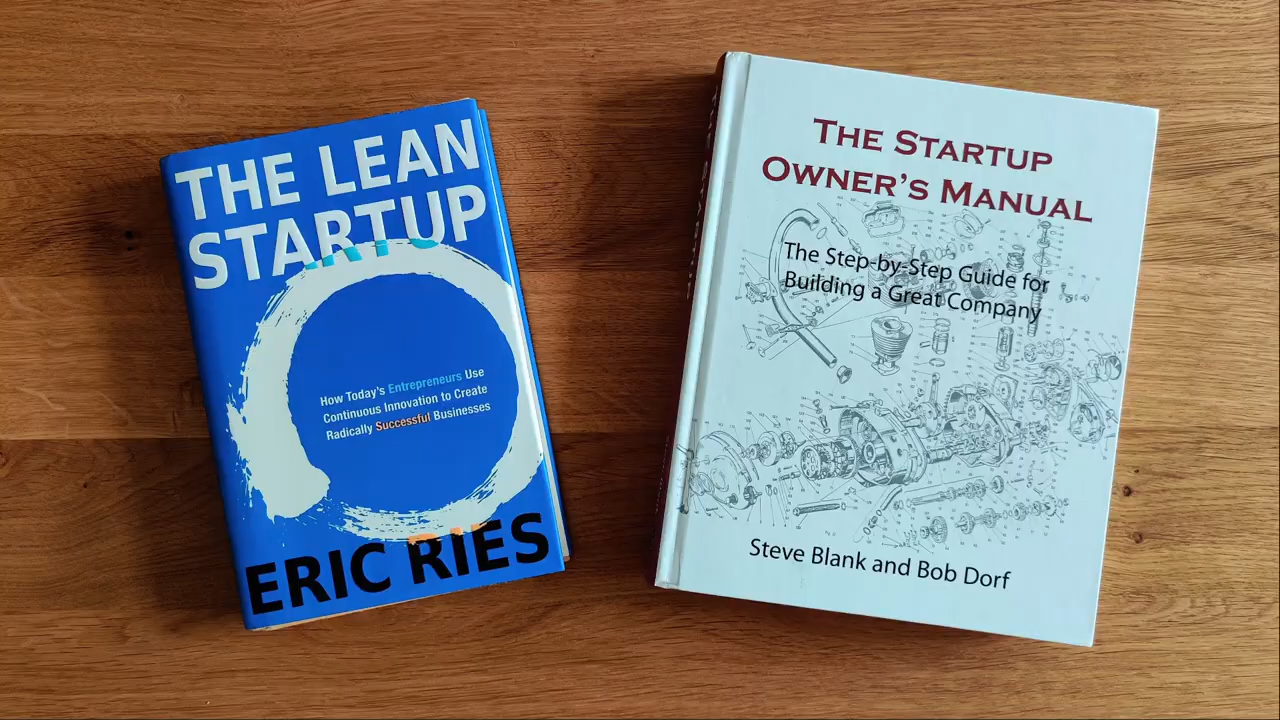 THE LEAN
STARTUP
How Today's Entrepreneurs Use
Continuous Innovation to Create
Radically Successful Businesses
ERIC RIES
THE STARTUP
OWNER'S MANUAL
The Step-by-Step Guide for
Building a Great Company
Steve Blank and Bob Dorf